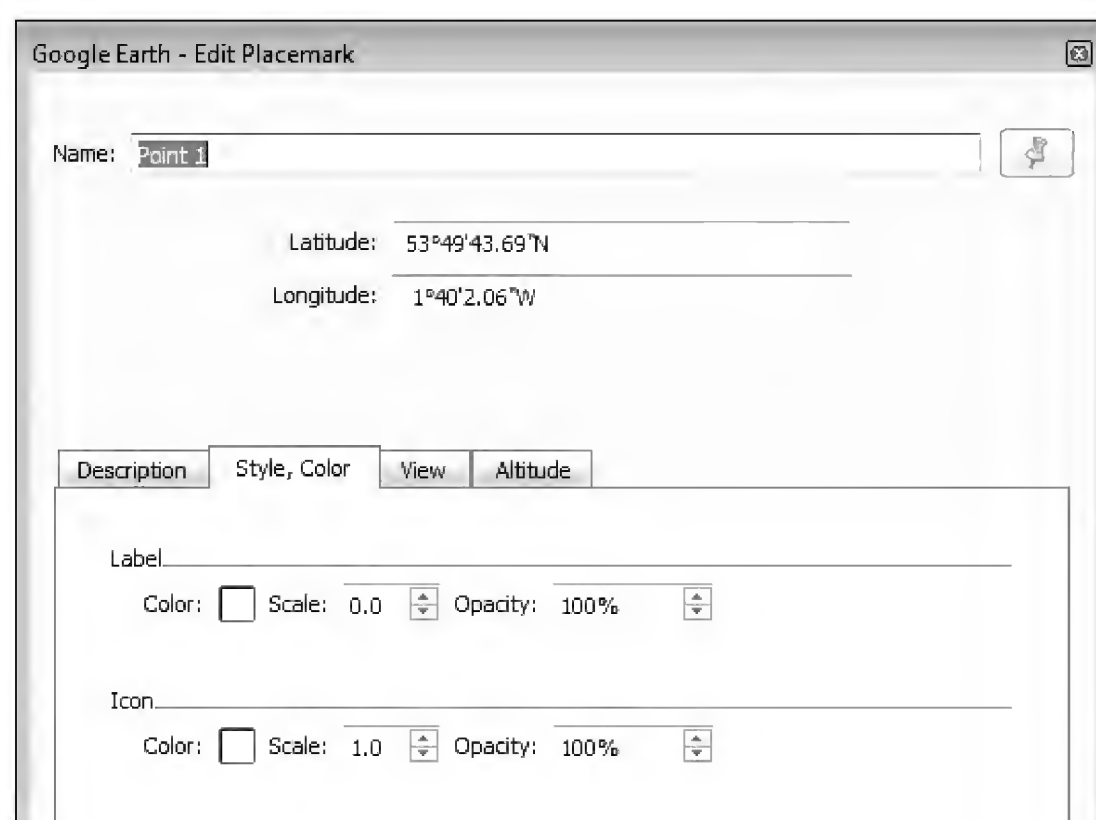 Google Earth - Edit Placemark
Name: Point 1
Latitude: 53°49'43.69"N
Longitude: 1°40'2.06"W
Description Style, Color View Altitude
Label
Color: Scale: 0.0 Opacity: 100%
Icon
Color: Scale: 1.0 Opacity: 100%